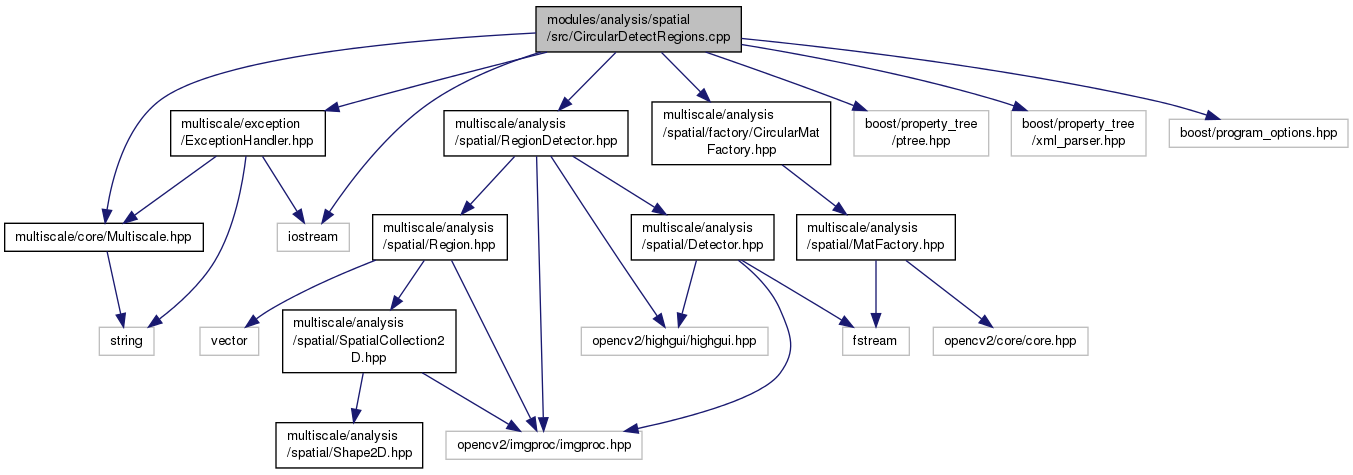 modules/analysis/spatial
/src/CircularDetectRegions.cpp
multiscale/exception
/ExceptionHandler.hpp
multiscale/analysis
/spatial/RegionDetector.hpp
multiscale/analysis
/spatial/factory/CircularMat
Factory.hpp
boost/property_tree
/ptree.hpp
boost/property_tree
/xml_parser.hpp
boost/program_options.hpp
multiscale/core/Multiscale.hpp
iostream
multiscale/analysis
/spatial/Region.hpp
multiscale/analysis
/spatial/Detector.hpp
multiscale/analysis
/spatial/MatFactory.hpp
string
vector
multiscale/analysis
/spatial/SpatialCollection2
D.hpp
opencv2/highgui/highgui.hpp
fstream
opencv2/core/core.hpp
multiscale/analysis
/spatial/Shape2D.hpp
opencv2/imgproc/imgproc.hpp